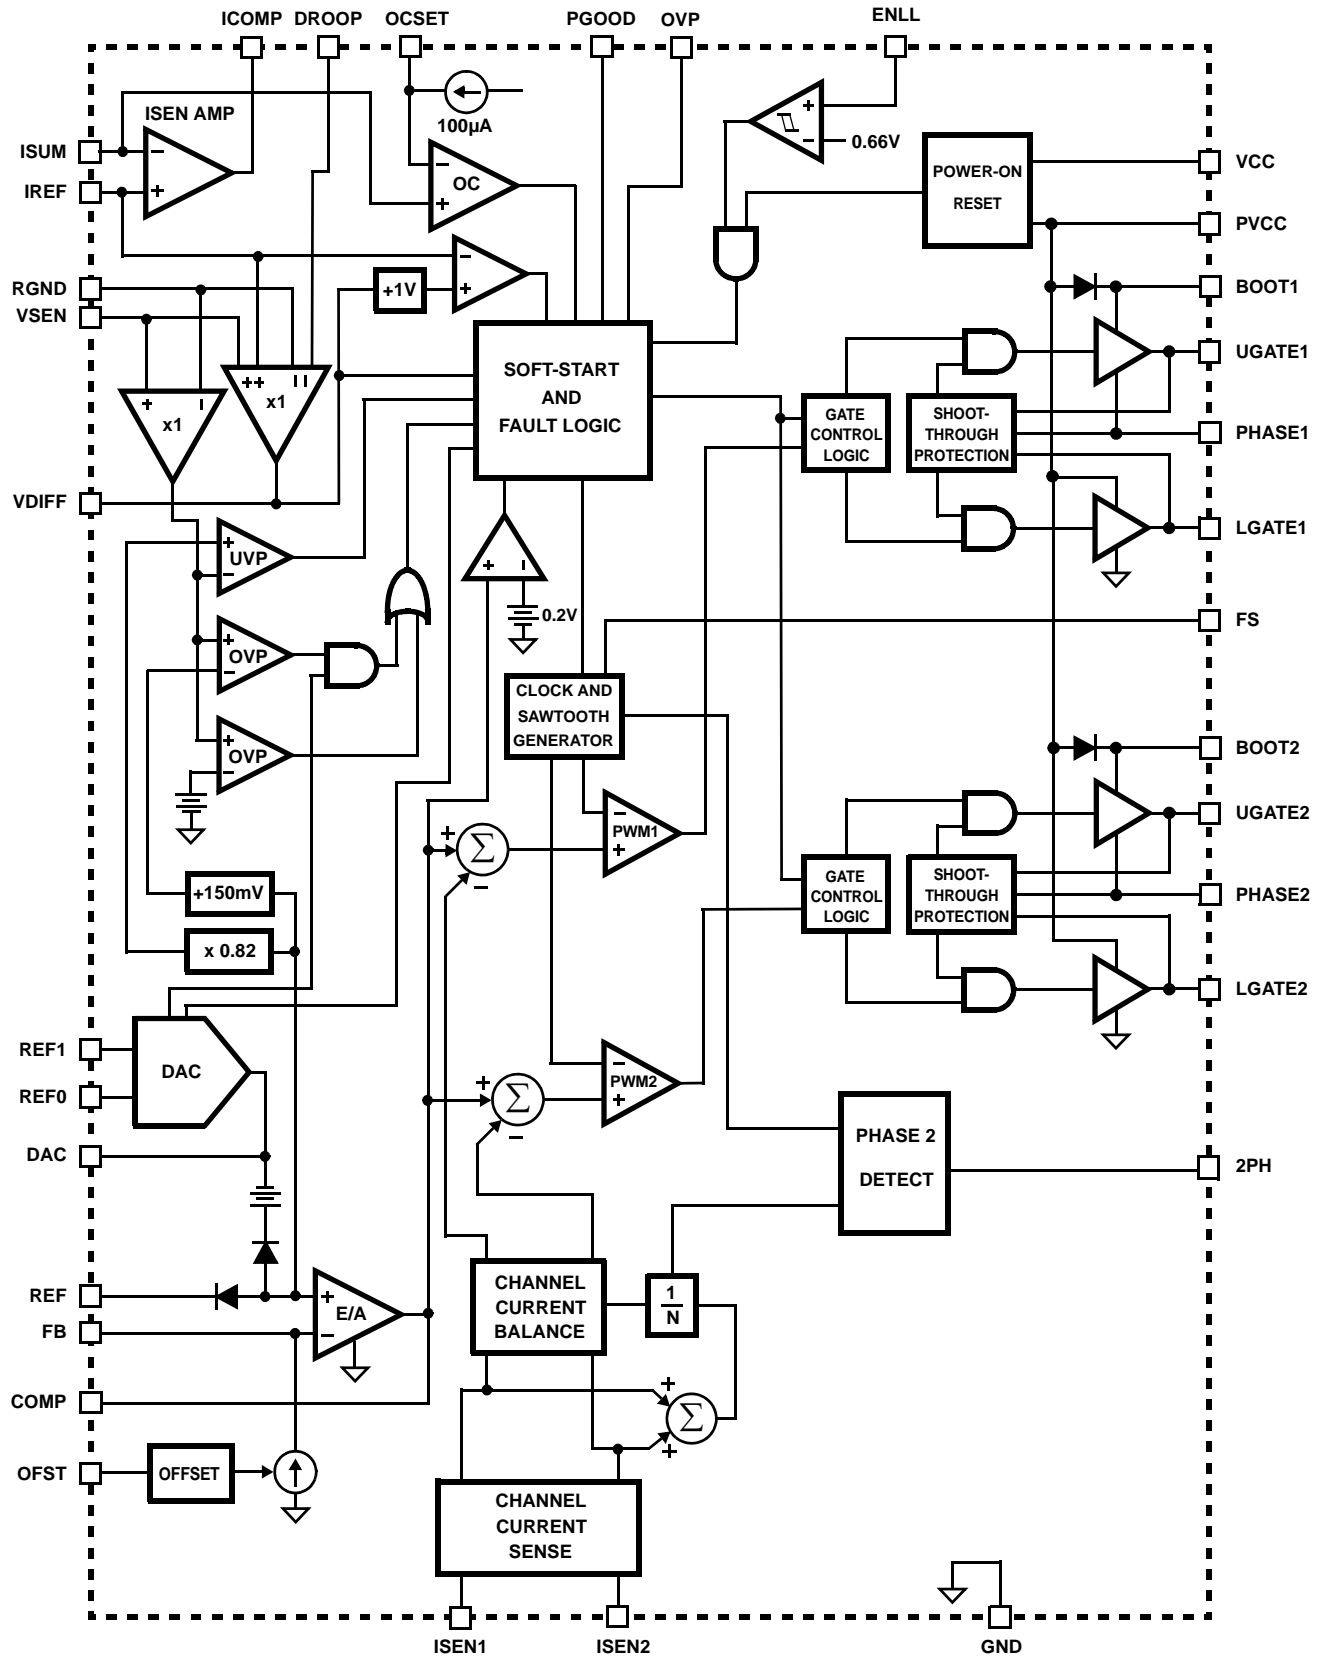 ICOMP DROOP OCSET PGOOD OVP ENLL
ISEN AMP
100µA
ISUM
−
+
IREF
−
OC
+
+
−
0.66V
POWER-ON
RESET
VCC
PVCC
RGND
VSEN
+1V
−
+
BOOT1
UGATE1
SOFT-START
AND
FAULT LOGIC
+ −
x1
++ − −
x1
GATE
CONTROL
LOGIC
SHOOT-
THROUGH
PROTECTION
PHASE1
LGATE1
VDIFF
+
UVP
−
+ −
0.2V
FS
+
OVP
−
CLOCK AND
SAWTOOTH
GENERATOR
+
OVP
−
BOOT2
UGATE2
−
PWM1
+
+
Σ
−
GATE
CONTROL
LOGIC
SHOOT-
THROUGH
PROTECTION
PHASE2
LGATE2
+150mV
x 0.82
REF1
REF0
DAC
DAC
−
PWM2
+
+
Σ
−
PHASE 2
DETECT
2PH
REF
FB
+
E/A
−
CHANNEL
CURRENT
BALANCE
1
N
COMP
+
Σ
+
OFST
OFFSET
CHANNEL
CURRENT
SENSE
ISEN1 ISEN2 GND